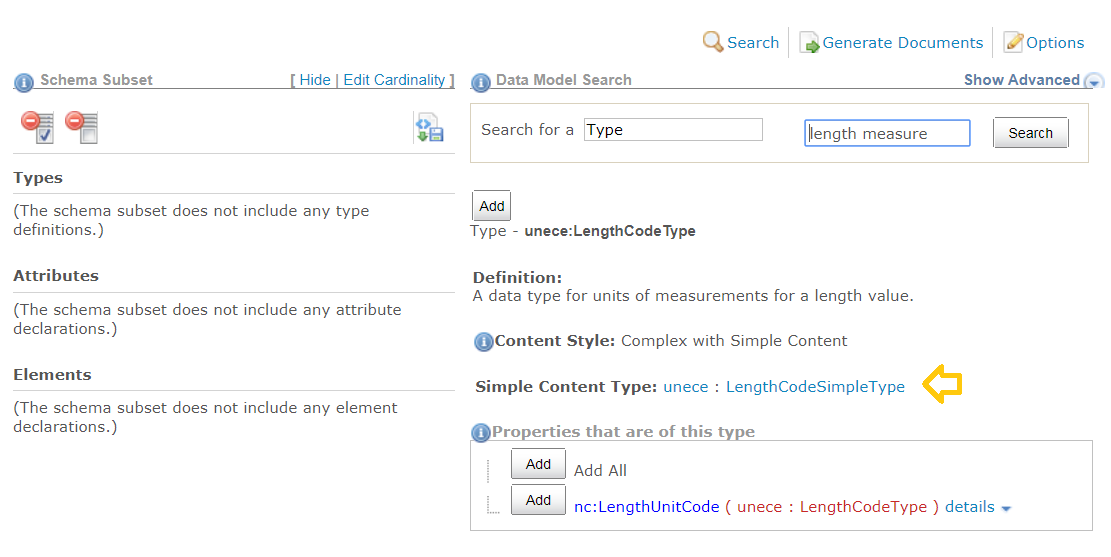 Search
Generate Documents
Options
Schema Subset
[ Hide | Edit Cardinality ]
Types
(The schema subset does not include any type
definitions.)
Attributes
(The schema subset does not include any attribute
declarations.)
Elements
(The schema subset does not include any element
declarations.)
Data Model Search
Show Advanced
Search for a
Type
length measure
Search
Add
Type - unece:LengthCodeType
Definition:
A data type for units of measurements for a length value.
Content Style: Complex with Simple Content
Simple Content Type: unece : LengthCodeSimpleType
Properties that are of this type
Add
Add All
Add
nc:LengthUnitCode ( unece : LengthCodeType ) details